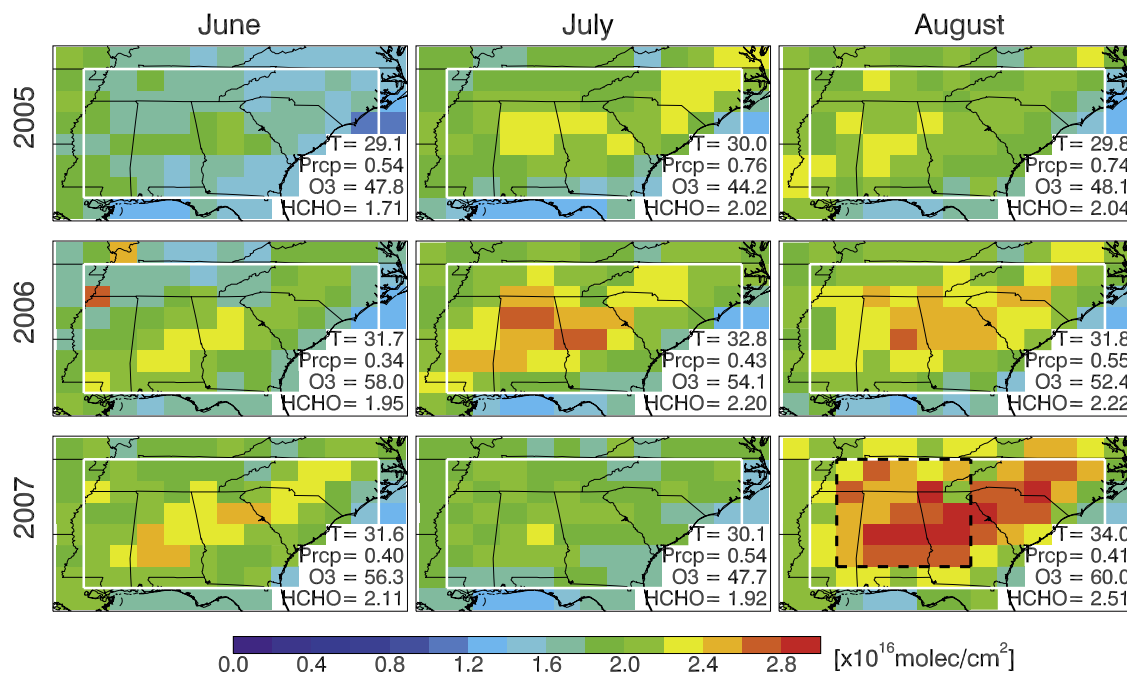 June July August
2005
T= 29.1
Prcp= 0.54
O3 = 47.8
HCHO= 1.71
T= 30.0
Prcp= 0.76
O3 = 44.2
HCHO= 2.02
T= 29.8
Prcp= 0.74
O3 = 48.1
HCHO= 2.04
2006
T= 31.7
Prcp= 0.34
O3 = 58.0
HCHO= 1.95
T= 32.8
Prcp= 0.43
O3 = 54.1
HCHO= 2.20
T= 31.8
Prcp= 0.55
O3 = 52.4
HCHO= 2.22
2007
T= 31.6
Prcp= 0.40
O3 = 56.3
HCHO= 2.11
T= 30.1
Prcp= 0.54
O3 = 47.7
HCHO= 1.92
T= 34.0
Prcp= 0.41
O3 = 60.0
HCHO= 2.51
0.0 0.4 0.8 1.2 1.6 2.0 2.4 2.8 [x10¹⁶molec/cm²]